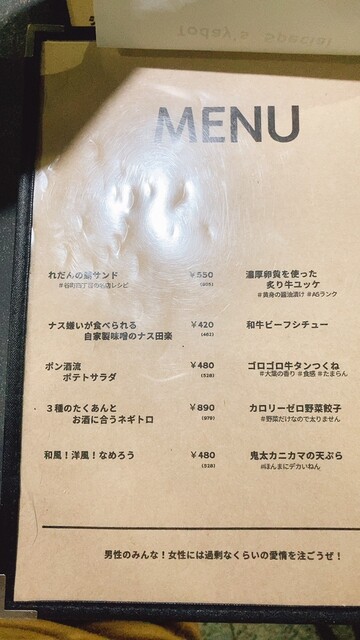 Today's Special
MENU
れだんの鯖サンド ¥550
(605)
ナス嫌いが食べられる ¥420
自家製味噌のナス田楽 (462)
ポン酒流 ¥480
ポテトサラダ (528)
3種のたくあんと ¥890
お酒に合うネギトロ (979)
和風！洋風！なめろう ¥480
(528)
濃厚卵黄を使った
炙り牛ユッケ
#黄身の醤油漬け #A5ランク
和牛ビーフシチュー
ゴロゴロ牛タンつくね
#大葉の香り #食感 #たまらん
カロリーゼロ野菜餃子
#野菜だけなので太りません
鬼太カニカマの天ぷら
#ほんまにデカいねん
男性のみんな！女性には過剰なくらいの愛情を注ごうぜ！